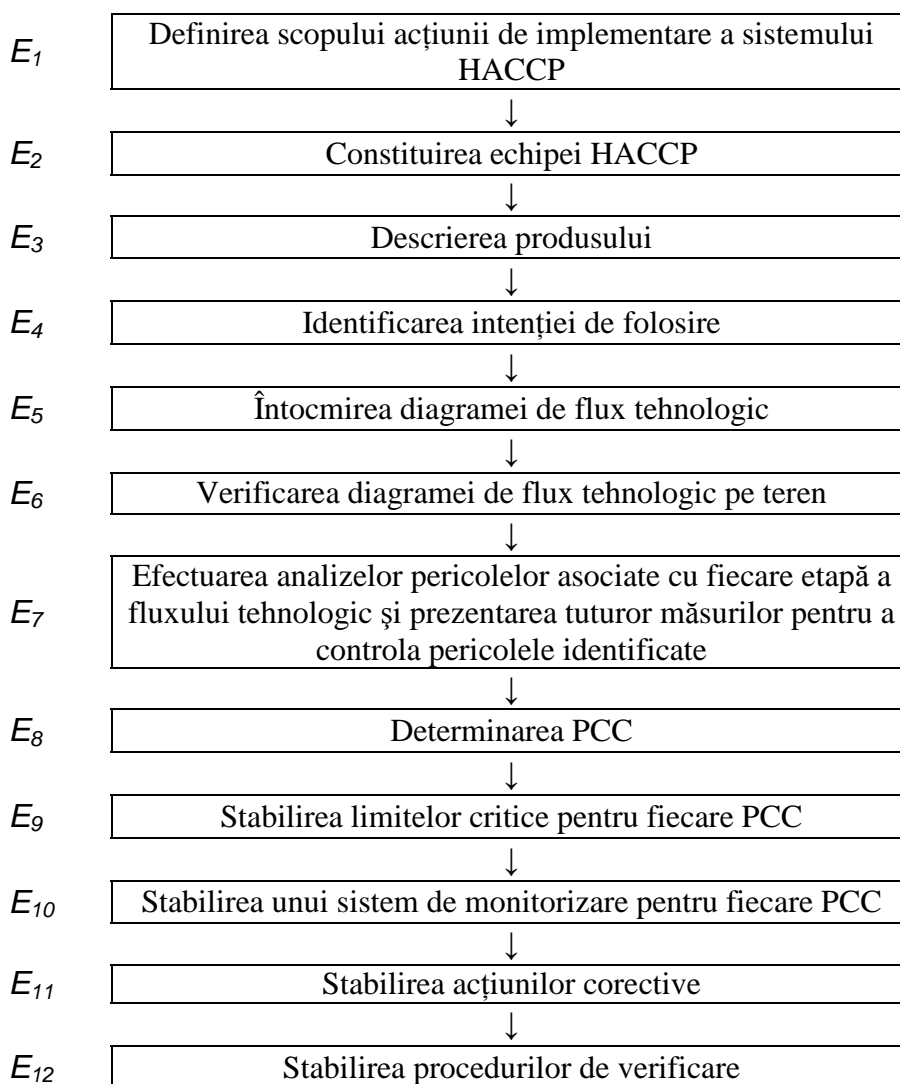 E1 Definirea scopului acțiunii de implementare a sistemului
HACCP
↓
E2 Constituirea echipei HACCP
↓
E3 Descrierea produsului
↓
E4 Identificarea intenției de folosire
↓
E5 Întocmirea diagramei de flux tehnologic
↓
E6 Verificarea diagramei de flux tehnologic pe teren
↓
Efectuarea analizelor pericolelor asociate cu fiecare etapă a
E7 fluxului tehnologic şi prezentarea tuturor măsurilor pentru a
controla pericolele identificate
↓
E8 Determinarea PCC
↓
E9 Stabilirea limitelor critice pentru fiecare PCC
↓
E10 Stabilirea unui sistem de monitorizare pentru fiecare PCC
↓
E11 Stabilirea acțiunilor corective
↓
E12 Stabilirea procedurilor de verificare